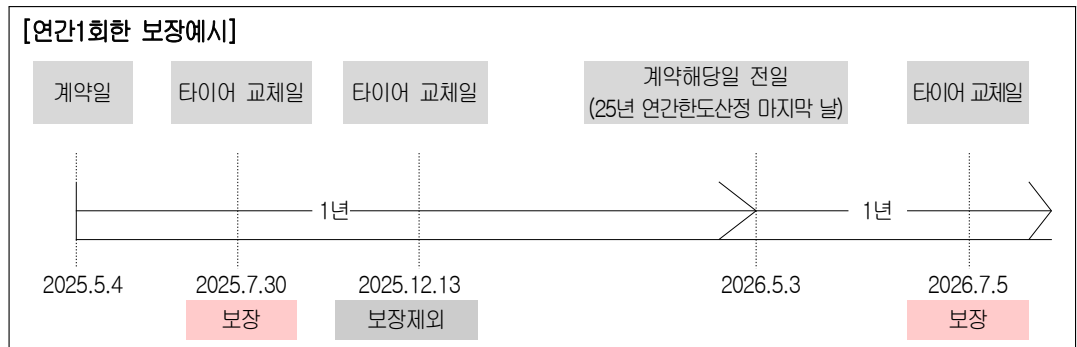 [연간1회한 보장예시]
계약일
타이어 교체일
타이어 교체일
계약해당일 전일
(25년 연간한도산정 마지막 날)
타이어 교체일
1년
1년
2025.5.4
2025.7.30
2025.12.13
2026.5.3
2026.7.5
보장
보장제외
보장